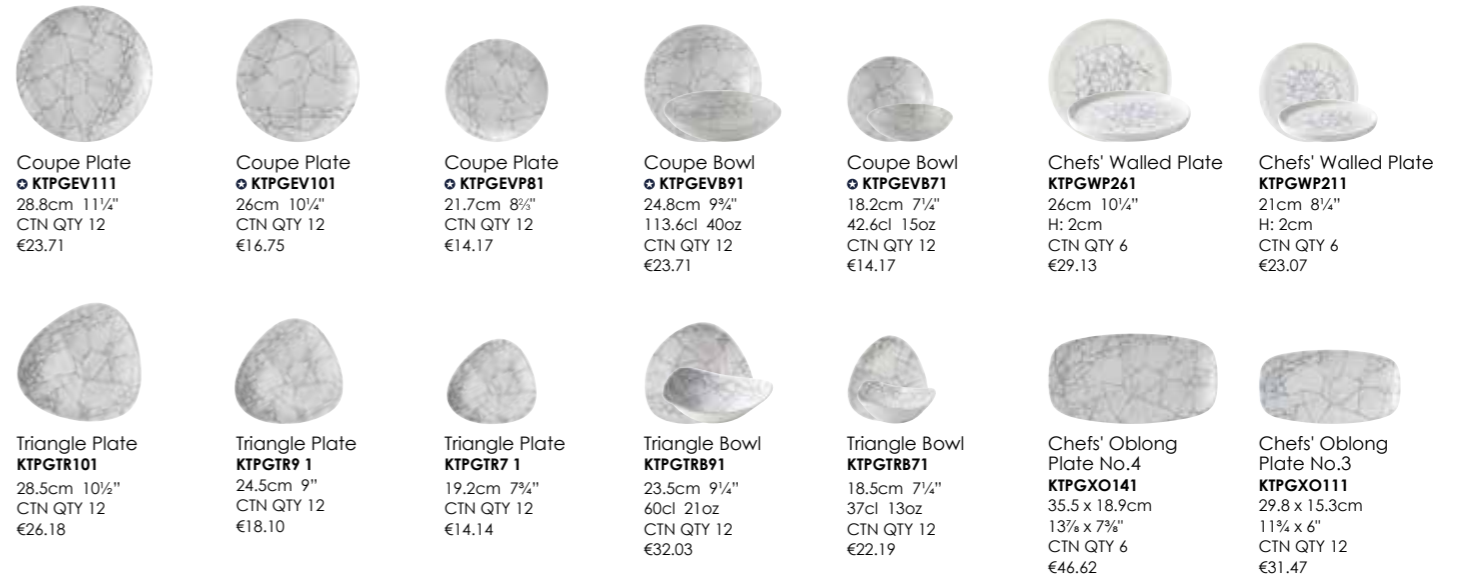 Coupe Plate
✪ KTPGEV111
28.8cm 11¼"
CTN QTY 12
€23.71
Coupe Plate
✪ KTPGEV101
26cm 10¼"
CTN QTY 12
€16.75
Coupe Plate
✪ KTPGEVP81
21.7cm 8⅔"
CTN QTY 12
€14.17
Coupe Bowl
✪ KTPGEVB91
24.8cm 9¾"
113.6cl 40oz
CTN QTY 12
€23.71
Coupe Bowl
✪ KTPGEVB71
18.2cm 7¼"
42.6cl 15oz
CTN QTY 12
€14.17
Chefs' Walled Plate
KTPGWP261
26cm 10¼"
H: 2cm
CTN QTY 6
€29.13
Chefs' Walled Plate
KTPGWP211
21cm 8¼"
H: 2cm
CTN QTY 6
€23.07
Triangle Plate
KTPGTR101
28.5cm 10½”
CTN QTY 12
€26.18
Triangle Plate
KTPGTR9 1
24.5cm 9”
CTN QTY 12
€18.10
Triangle Plate
KTPGTR7 1
19.2cm 7¾”
CTN QTY 12
€14.14
Triangle Bowl
KTPGTRB91
23.5cm 9¼”
60cl 21oz
CTN QTY 12
€32.03
Triangle Bowl
KTPGTRB71
18.5cm 7¼”
37cl 13oz
CTN QTY 12
€22.19
Chefs' Oblong
Plate No.4
KTPGXO141
35.5 x 18.9cm
13⅞ x 7⅜"
CTN QTY 6
€46.62
Chefs' Oblong
Plate No.3
KTPGXO111
29.8 x 15.3cm
11¾ x 6"
CTN QTY 12
€31.47